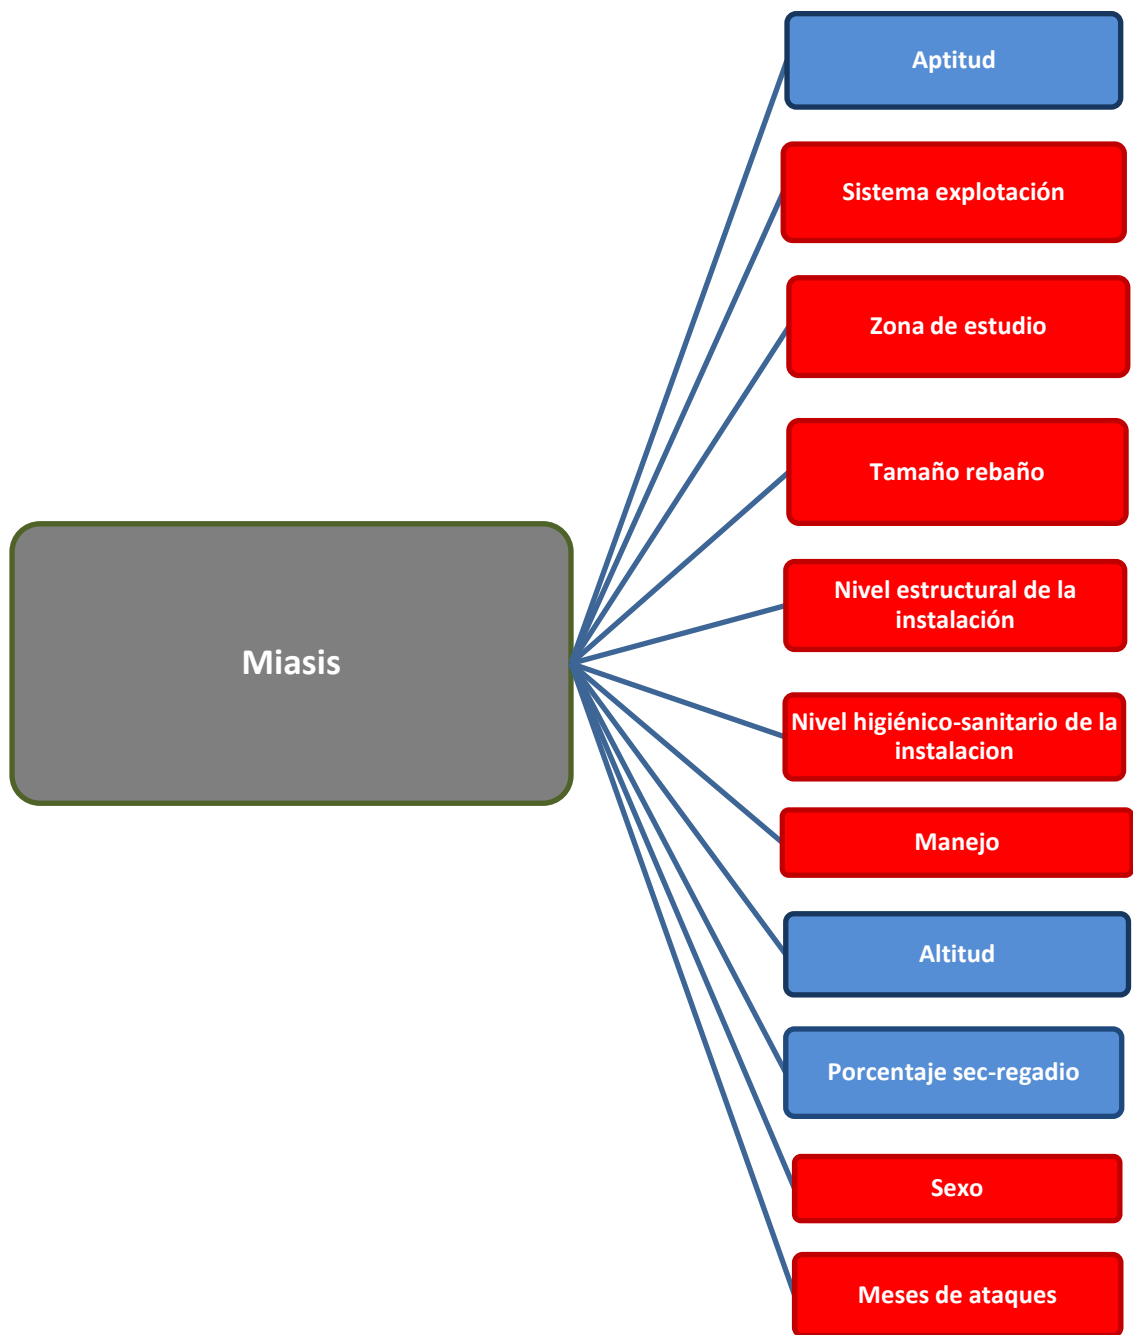 Aptitud
Sistema explotación
Zona de estudio
Tamaño rebaño
Nivel estructural de la
instalación
Miasis
Nivel higiénico-sanitario de la
instalacion
Manejo
Altitud
Porcentaje sec-regadio
Sexo
Meses de ataques